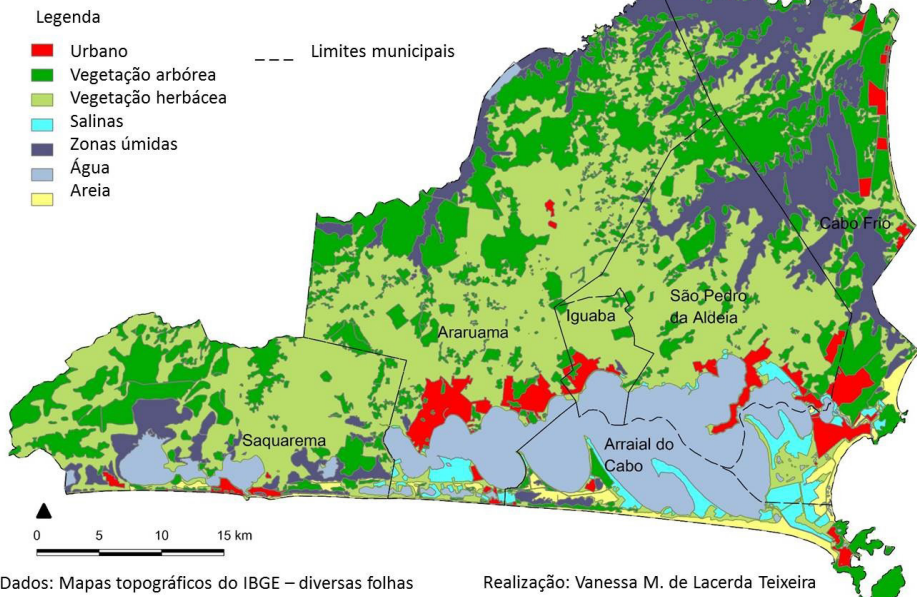 Legenda
Urbano
Limites municipais
Vegetação arbórea
Vegetação herbácea
Salinas
Zonas úmidas
Água
Areia
Cabo Frio
São Pedro
da Aldeia
Iguaba
Araruama
Saquarema
Arraial do
Cabo
0 5 10 15 km
Dados: Mapas topográficos do IBGE – diversas folhas
Realização: Vanessa M. de Lacerda Teixeira